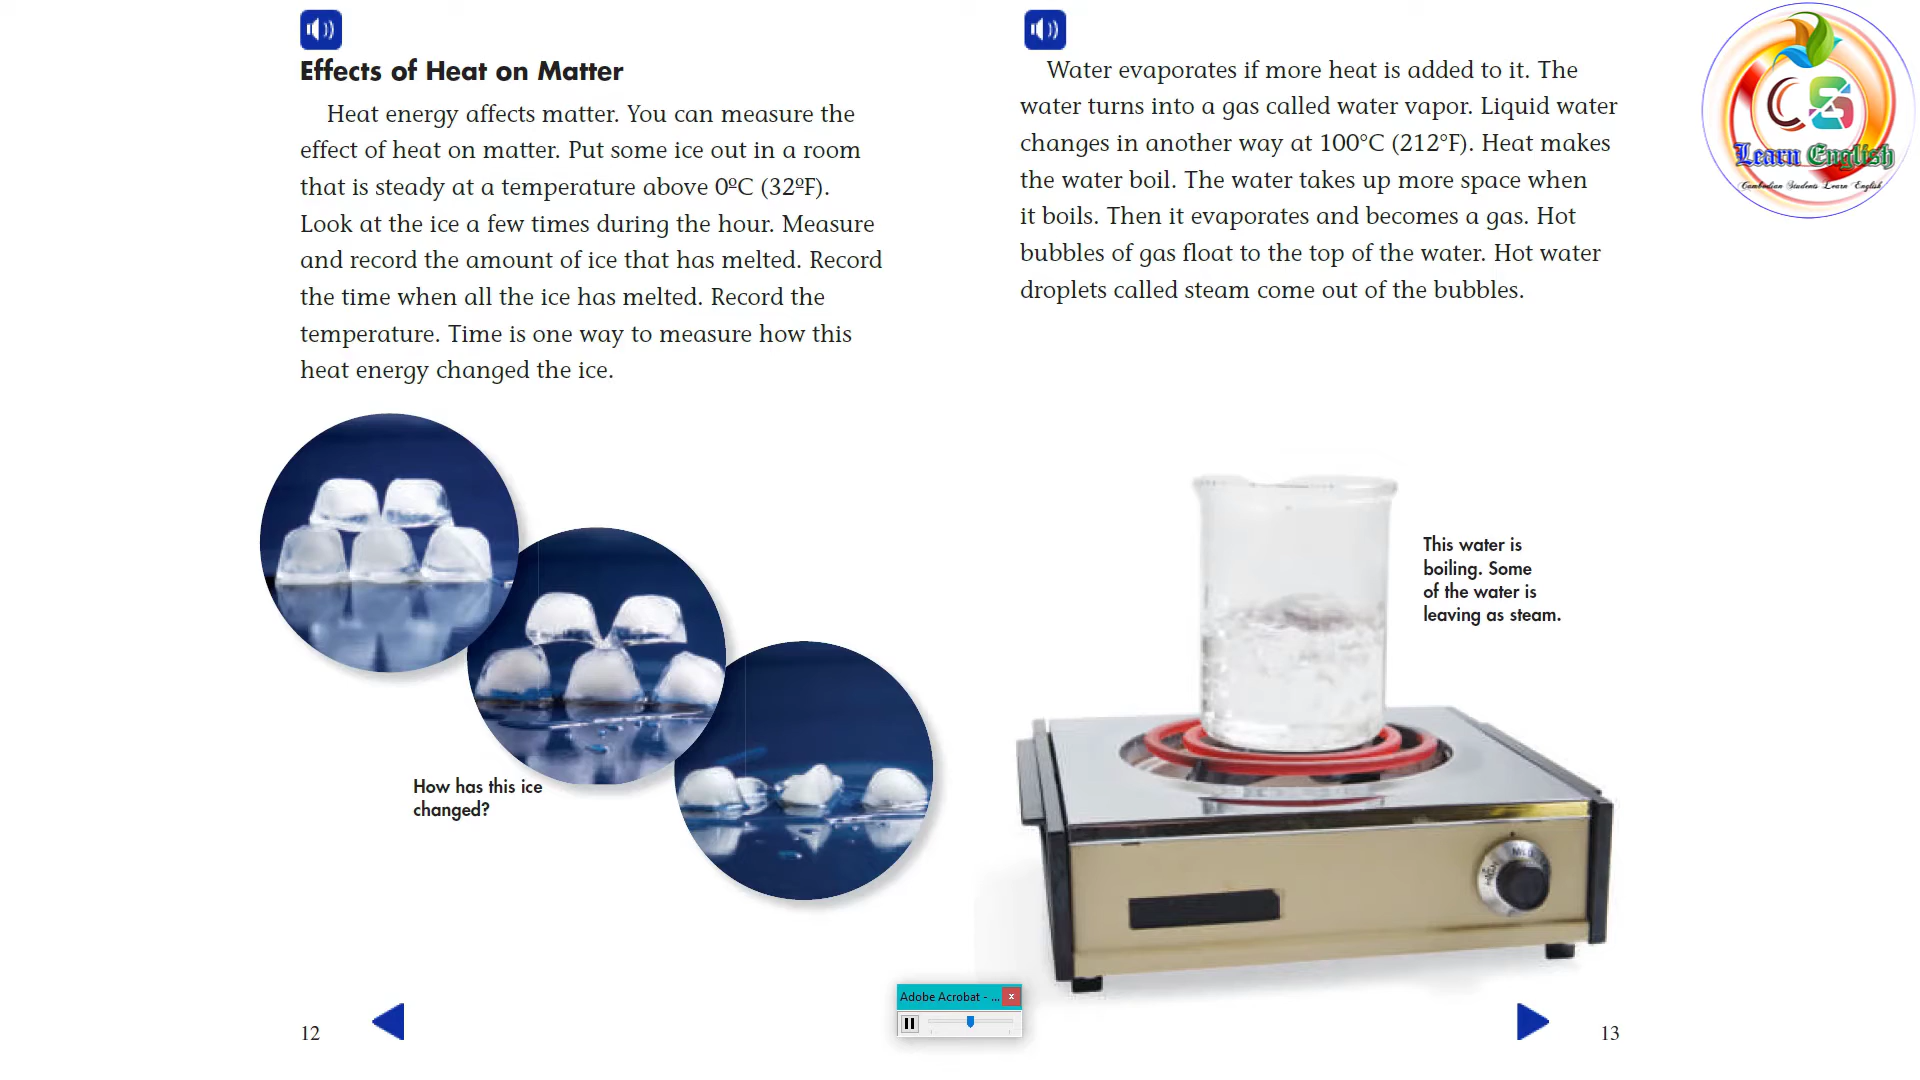 Effects of Heat on Matter
Heat energy affects matter. You can measure the
effect of heat on matter. Put some ice out in a room
that is steady at a temperature above 0ºC (32ºF).
Look at the ice a few times during the hour. Measure
and record the amount of ice that has melted. Record
the time when all the ice has melted. Record the
temperature. Time is one way to measure how this
heat energy changed the ice.
How has this ice
changed?
12
Water evaporates if more heat is added to it. The
water turns into a gas called water vapor. Liquid water
changes in another way at 100°C (212°F). Heat makes
the water boil. The water takes up more space when
it boils. Then it evaporates and becomes a gas. Hot
bubbles of gas float to the top of the water. Hot water
droplets called steam come out of the bubbles.
This water is
boiling. Some
of the water is
leaving as steam.
MED
HIGH
13
Adobe Acrobat - ...
x
CS
Learn English
Cambodian Students Learn English